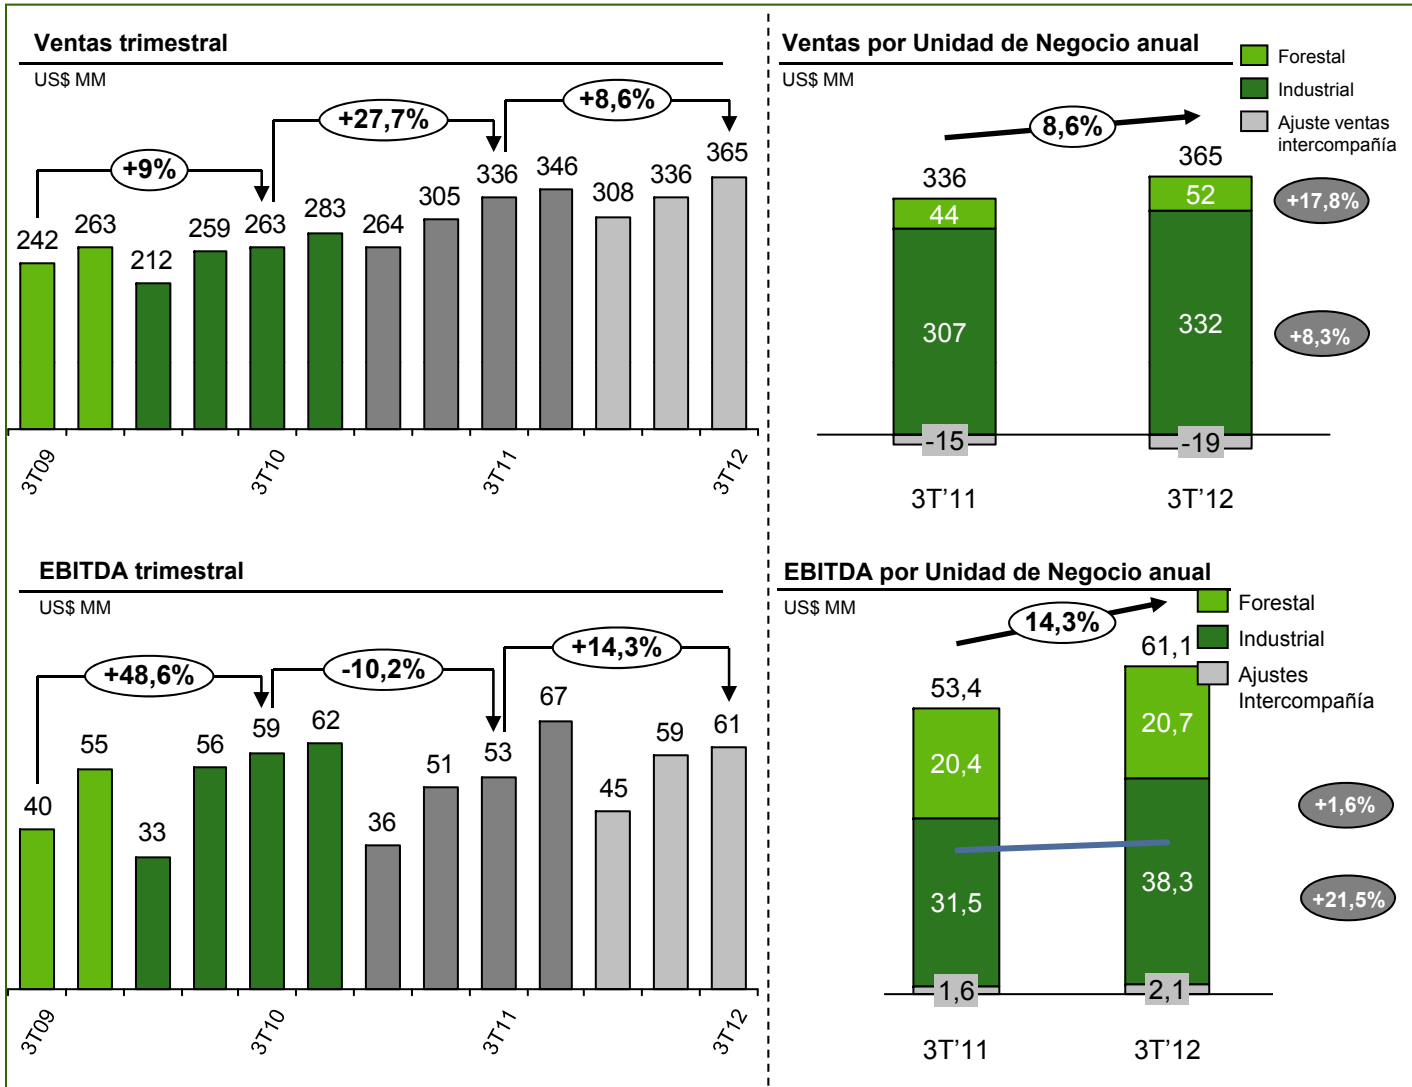 Ventas trimestral
US$ MM
+9%
+27,7%
+8,6%
242
263
212
259
263
283
264
305
336
346
308
336
365
3T09
3T10
3T11
3T12
Ventas por Unidad de Negocio anual
US$ MM
Forestal
Industrial
Ajuste ventas
intercompañía
8,6%
336
44
307
-15
365
52
332
-19
+17,8%
+8,3%
3T'11
3T'12
EBITDA trimestral
US$ MM
+48,6%
-10,2%
+14,3%
40
55
33
56
59
62
36
51
53
67
45
59
61
3T09
3T10
3T11
3T12
EBITDA por Unidad de Negocio anual
US$ MM
Forestal
Industrial
Ajustes
Intercompañía
14,3%
53,4
20,4
31,5
1,6
61,1
20,7
38,3
2,1
+1,6%
+21,5%
3T'11
3T'12